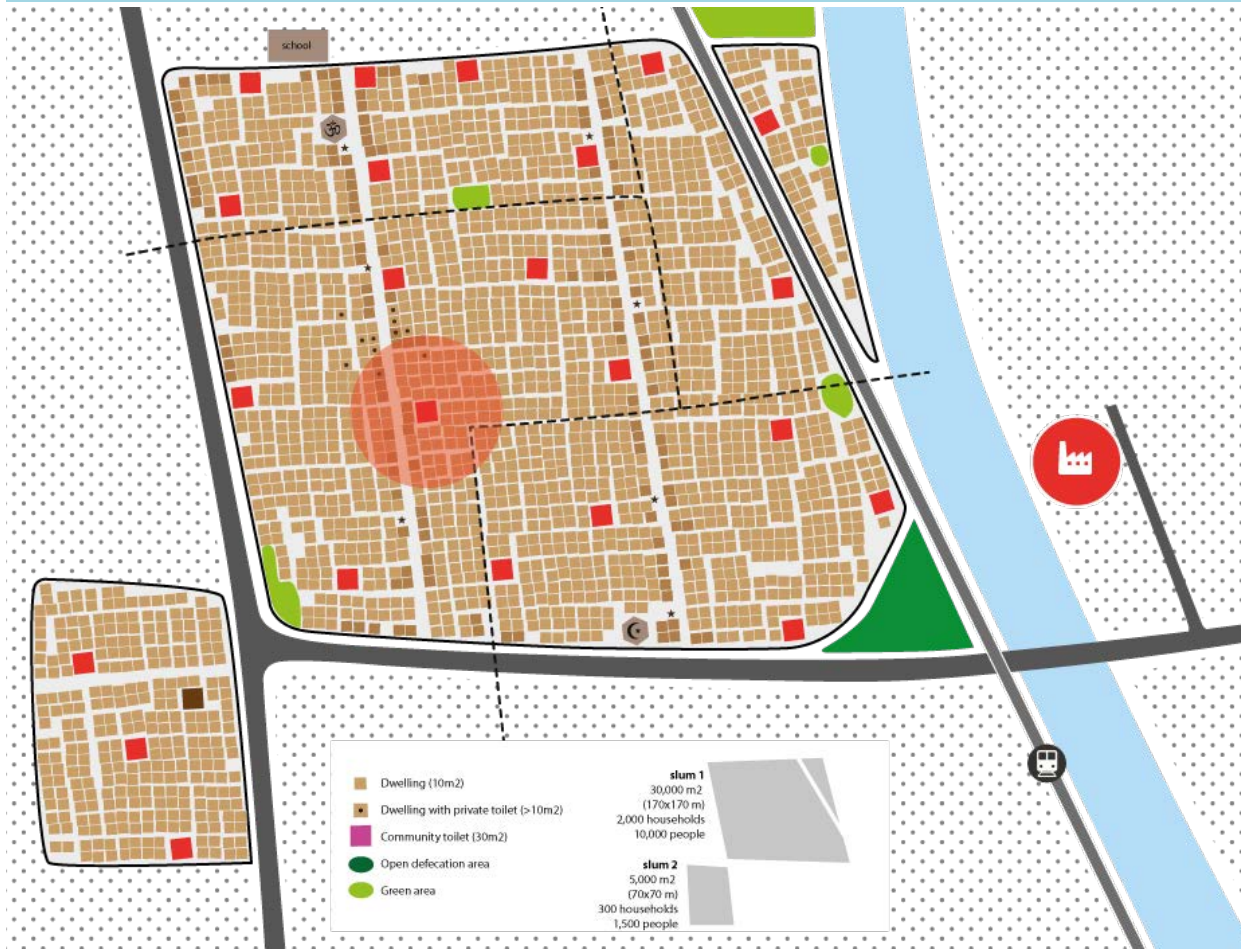 school
ॐ
Dwelling (10m2)
Dwelling with private toilet (>10m2)
Community toilet (30m2)
Open defecation area
Green area
slum 1
30,000 m2
(170x170 m)
2,000 households
10,000 people
slum 2
5,000 m2
(70x70 m)
300 households
1,500 people